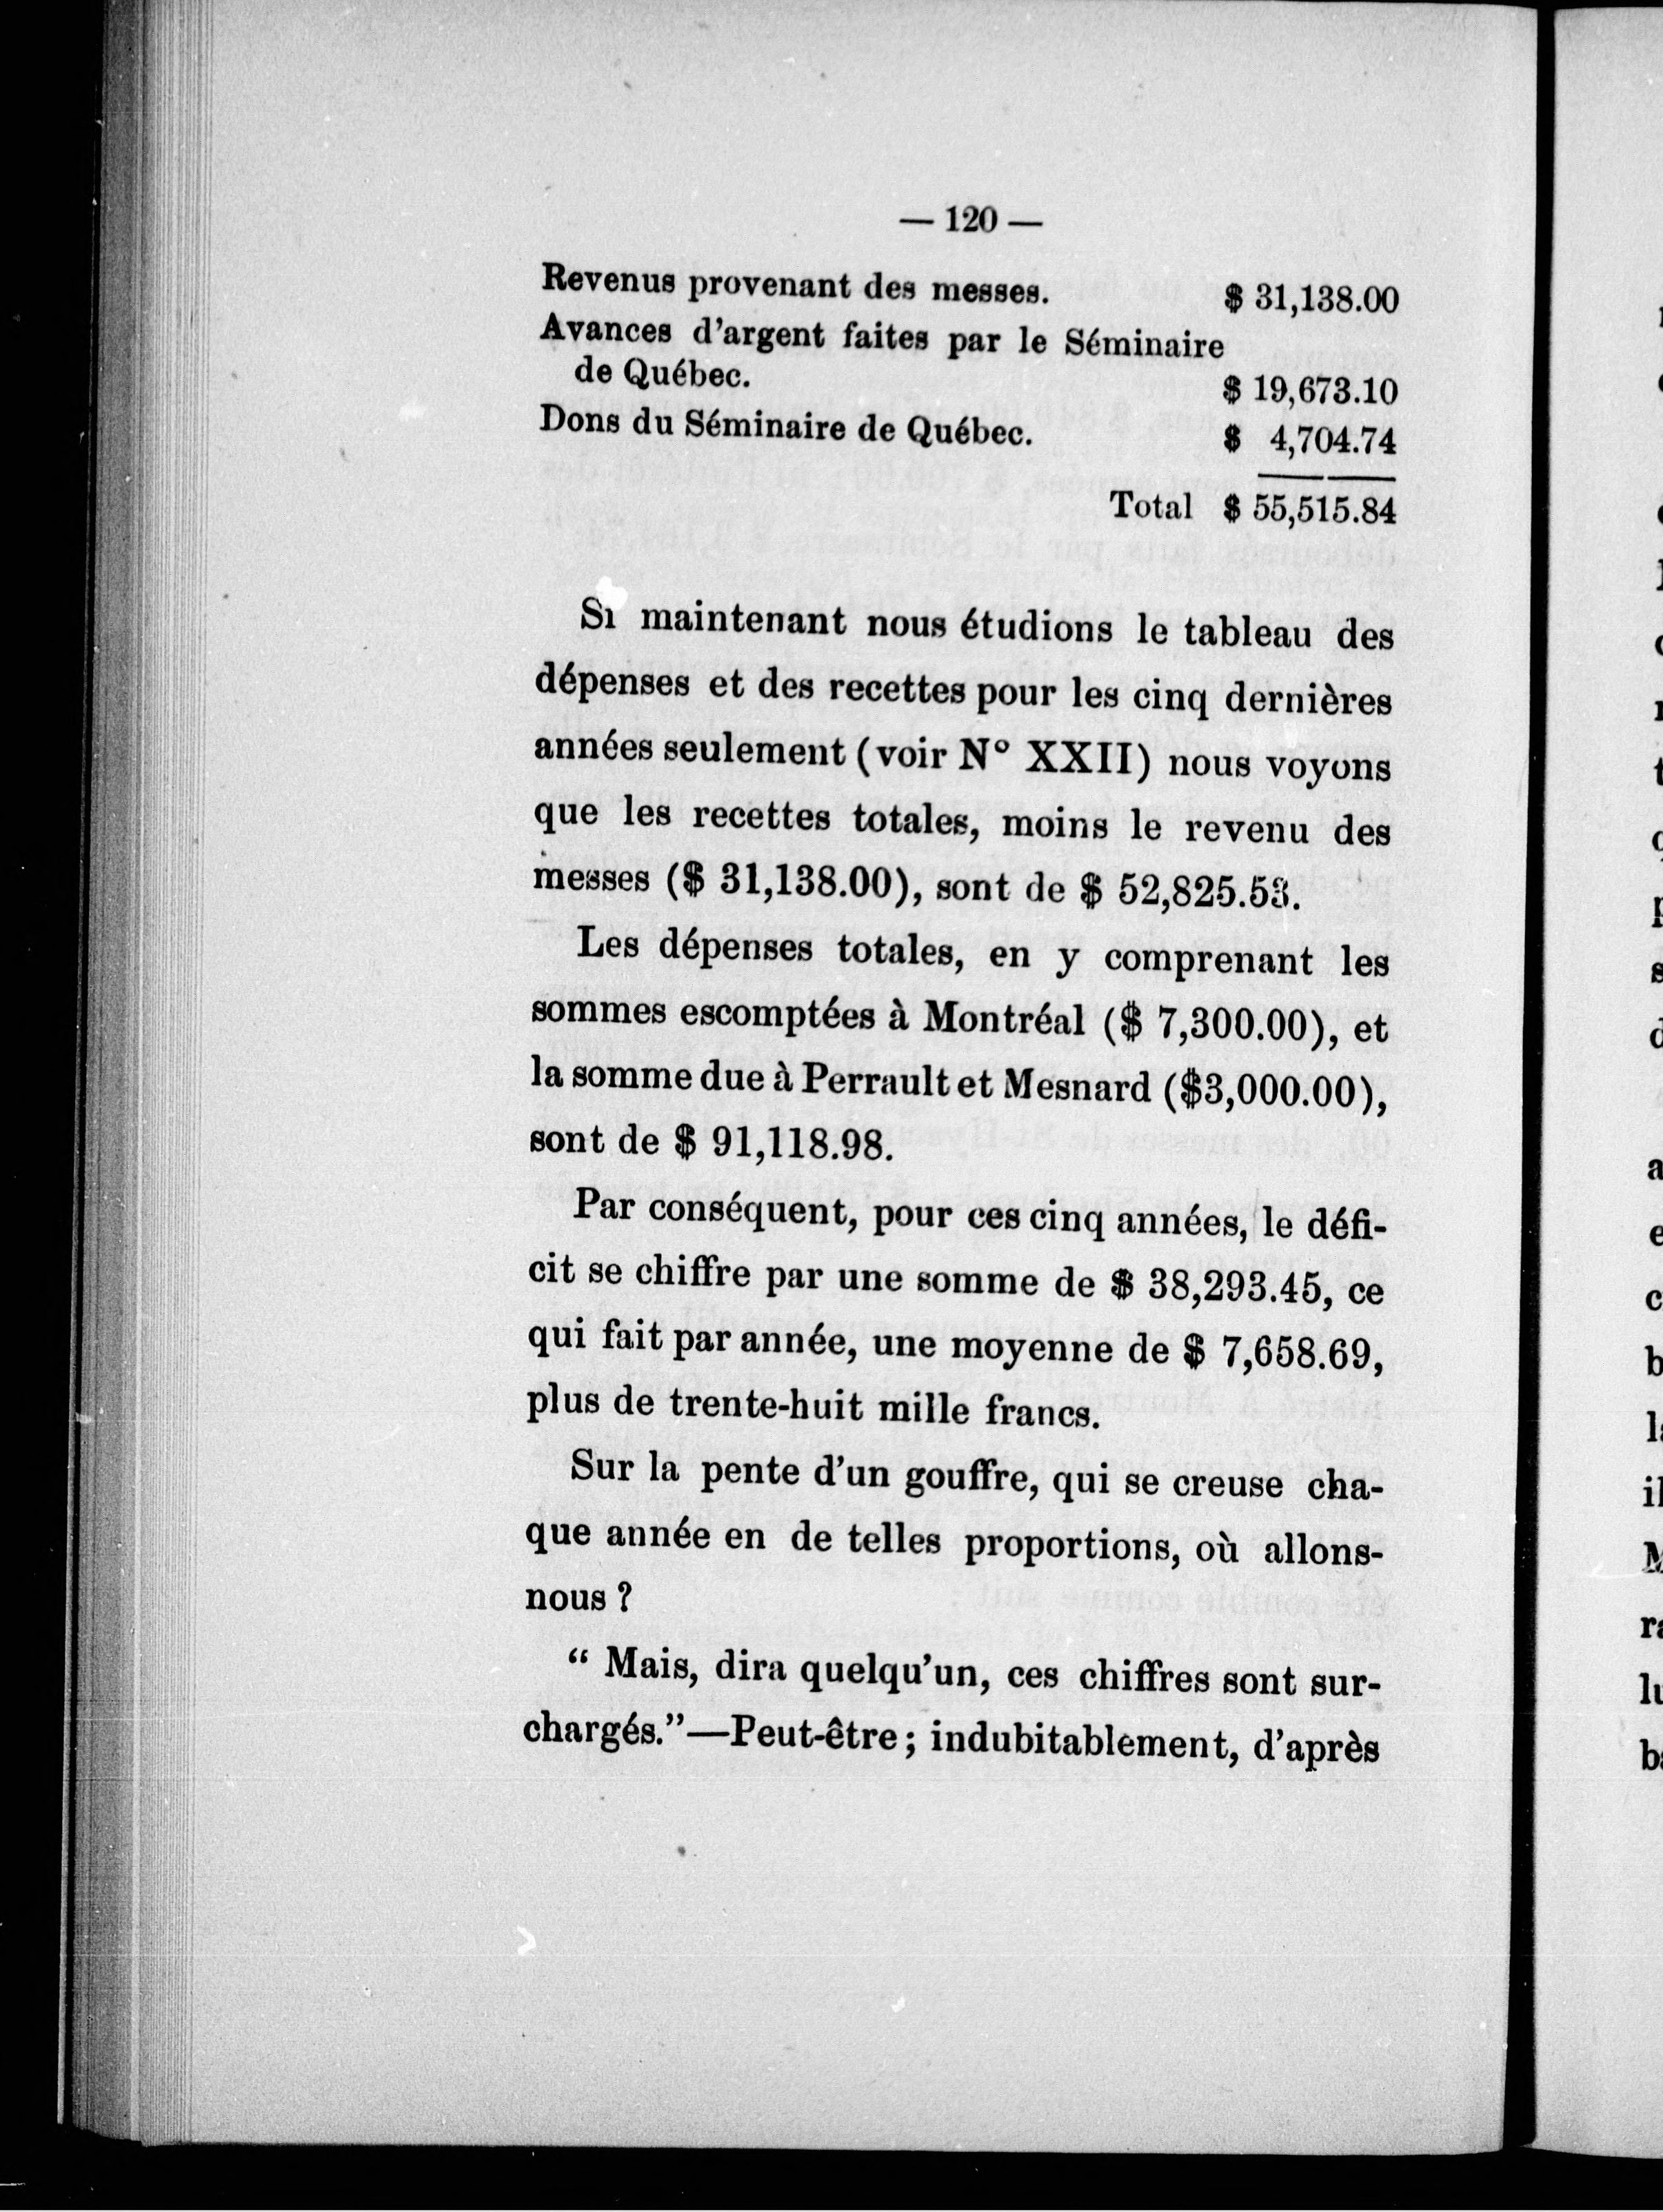 — 120 —
Revenus provenant des messes. $ 31,138.00
Avances d'argent faites par le Séminaire
de Québec. $ 19,673.10
Dons du Séminaire de Québec. $ 4,704.74
Total $ 55,515.84
Si maintenant nous étudions le tableau des
dépenses et des recettes pour les cinq dernières
années seulement (voir N° XXII) nous voyons
que les recettes totales, moins le revenu des
messes ($ 31,138.00), sont de $ 52,825.53.
Les dépenses totales, en y comprenant les
sommes escomptées à Montréal ($ 7,300.00), et
la somme due à Perrault et Mesnard ($3,000.00),
sont de $ 91,118.98.
Par conséquent, pour ces cinq années, le défi-
cit se chiffre par une somme de $ 38,293.45, ce
qui fait par année, une moyenne de $ 7,658.69,
plus de trente-huit mille francs.
Sur la pente d'un gouffre, qui se creuse cha-
que année en de telles proportions, où allons-
nous ?
“ Mais, dira quelqu'un, ces chiffres sont sur-
chargés.”—Peut-être ; indubitablement, d'après